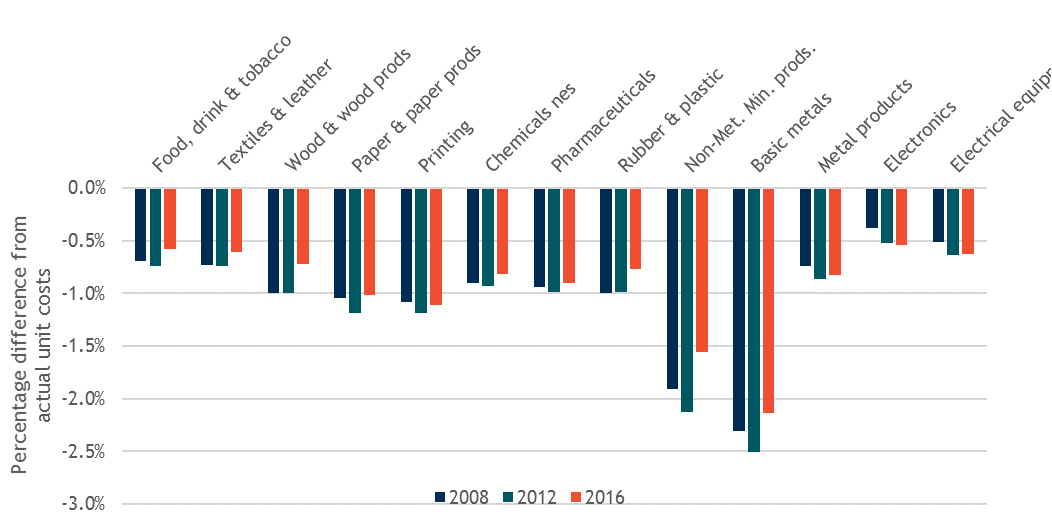 Food, drink & tobacco
Textiles & leather
Wood & wood prods
Paper & paper prods
Printing
Chemicals nes
Pharmaceuticals
Rubber & plastic
Non-Met. Min. prods.
Basic metals
Metal products
Electronics
Electrical equip
0.0%
-0.5%
-1.0%
-1.5%
-2.0%
-2.5%
-3.0%
Percentage difference from
actual unit costs
2008 2012 2016